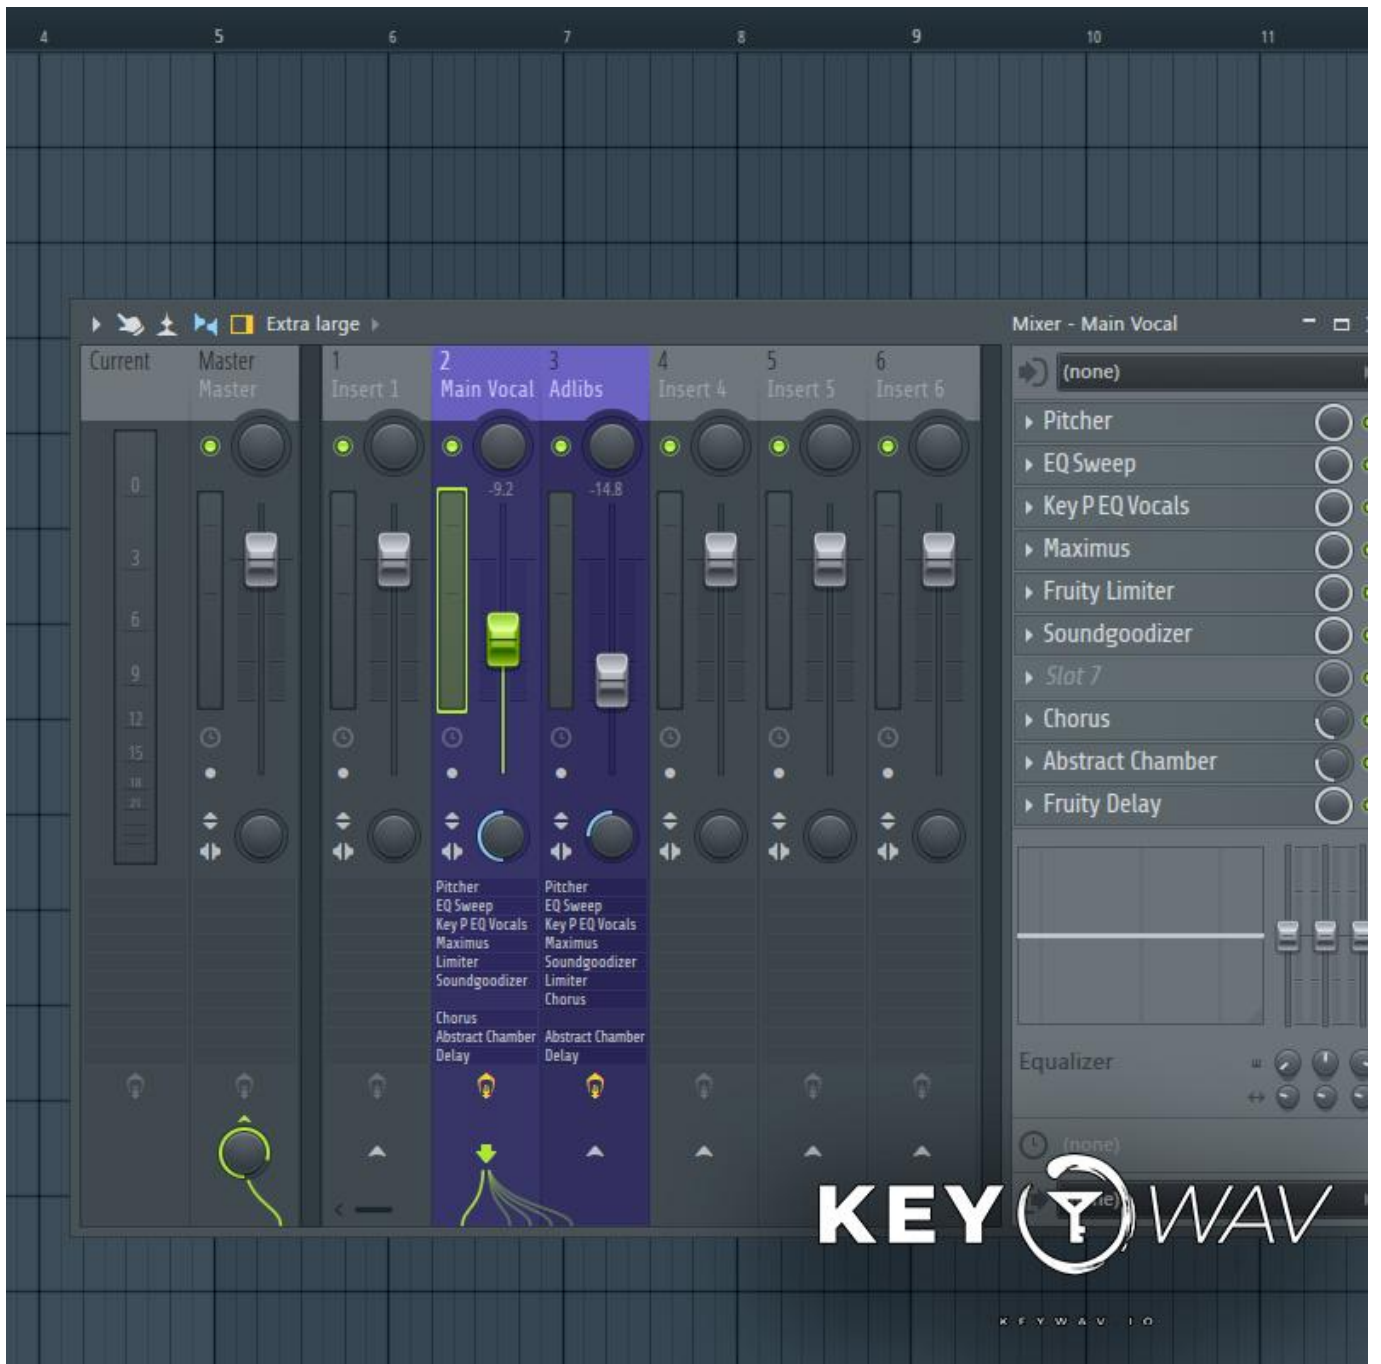 4 5 6 7 8 9 10 11
Extra large
Mixer - Main Vocal
Current Master 1 2 3 4 5 6
Master Insert 1 Main Vocal Adlibs Insert 4 Insert 5 Insert 6
(none)
Pitcher
EQ Sweep
Key P EQ Vocals
Maximus
Fruity Limiter
Soundgoodizer
Slot 7
Chorus
Abstract Chamber
Fruity Delay
-9.2 -14.8
0
3
6
9
12
15
18
21
Pitcher
EQ Sweep
Key P EQ Vocals
Maximus
Limiter
Soundgoodizer
Chorus
Abstract Chamber
Delay
Pitcher
EQ Sweep
Key P EQ Vocals
Maximus
Soundgoodizer
Limiter
Chorus
Abstract Chamber
Delay
Equalizer
(none)
KEY WAV
KEYWAV.IO